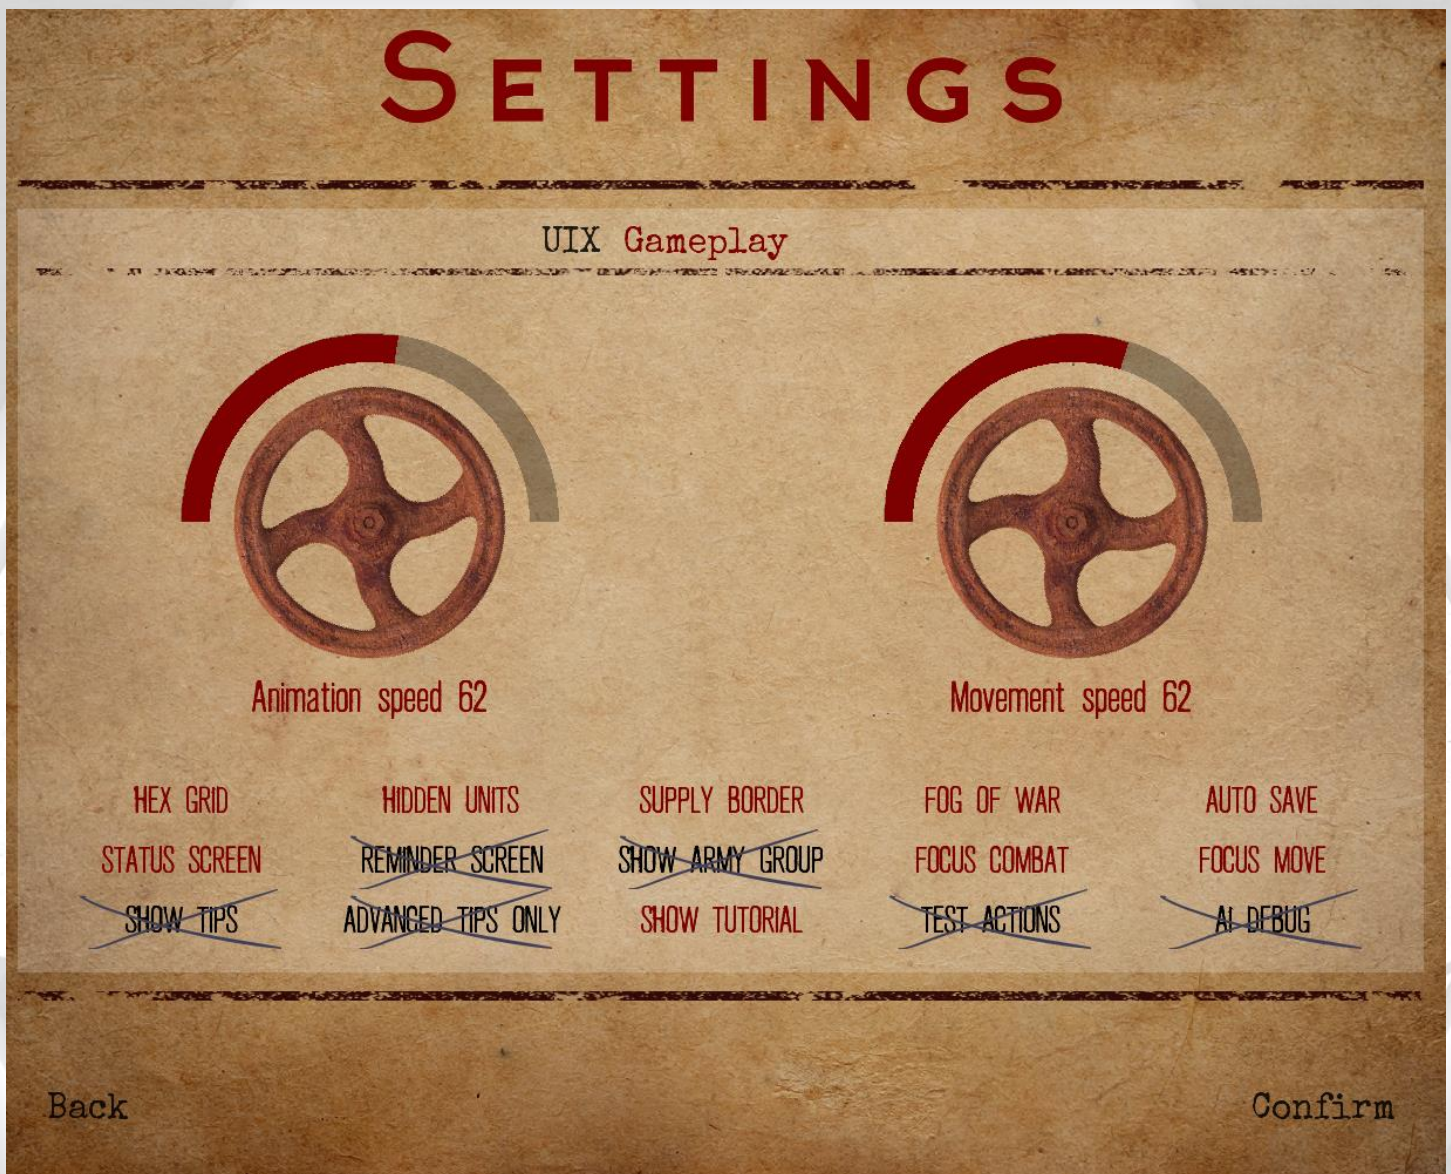 SETTINGS
UIX Gameplay
Animation speed 62
Movement speed 62
HEX GRID HIDDEN UNITS SUPPLY BORDER FOG OF WAR AUTO SAVE
STATUS SCREEN REMINDER SCREEN SHOW ARMY GROUP FOCUS COMBAT FOCUS MOVE
SHOW TIPS ADVANCED TIPS ONLY SHOW TUTORIAL TEST ACTIONS AI DEBUG
Back Confirm